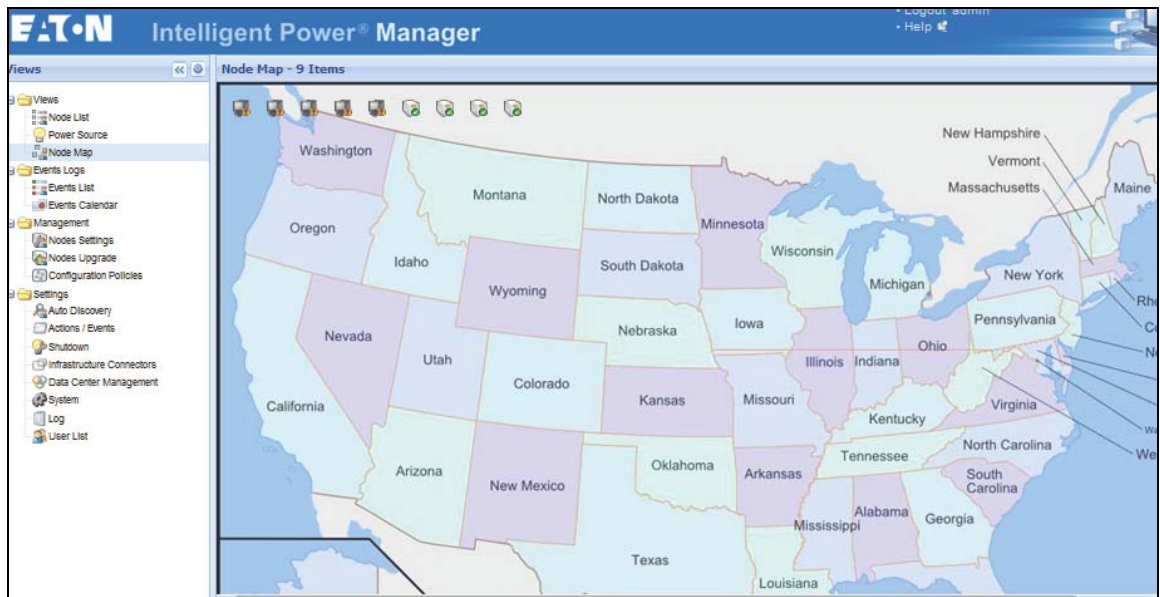 EATON Intelligent Power® Manager
• Logout admin
• Help
Views
Node Map - 9 Items
Views
Node List
Power Source
Node Map
Events Logs
Events List
Events Calendar
Management
Nodes Settings
Nodes Upgrade
Configuration Policies
Settings
Auto Discovery
Actions / Events
Shutdown
Infrastructure Connectors
Data Center Management
System
Log
User List
New Hampshire
Vermont
Massachusetts
Maine
Washington
Montana
North Dakota
Minnesota
Oregon
Idaho
Wisconsin
South Dakota
Michigan
New York
Wyoming
Rh
Pennsylvania
Nevada
Nebraska
Iowa
Ohio
Utah
Illinois
Indiana
Colorado
Kansas
Missouri
California
Kentucky
Virginia
Wa
North Carolina
We
Tennessee
Arizona
Oklahoma
Arkansas
South
Carolina
New Mexico
Mississippi
Alabama
Georgia
Texas
Louisiana